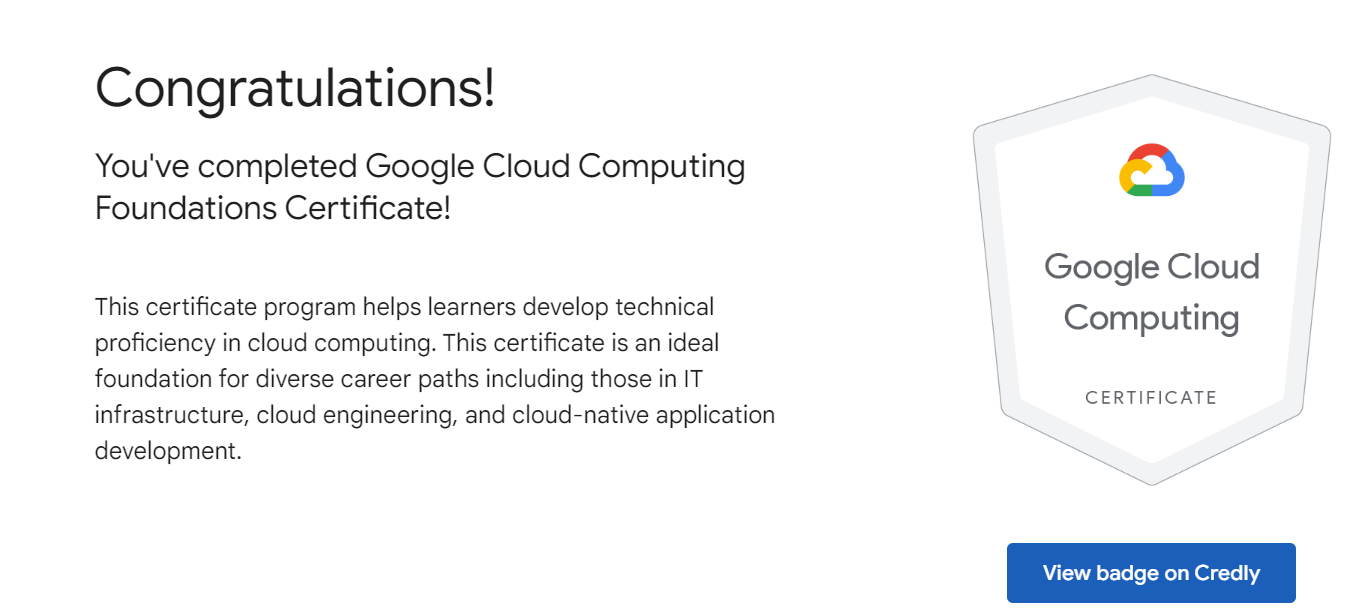 Congratulations!
You've completed Google Cloud Computing
Foundations Certificate!
This certificate program helps learners develop technical
proficiency in cloud computing. This certificate is an ideal
foundation for diverse career paths including those in IT
infrastructure, cloud engineering, and cloud-native application
development.
Google Cloud
Computing
CERTIFICATE
View badge on Credly